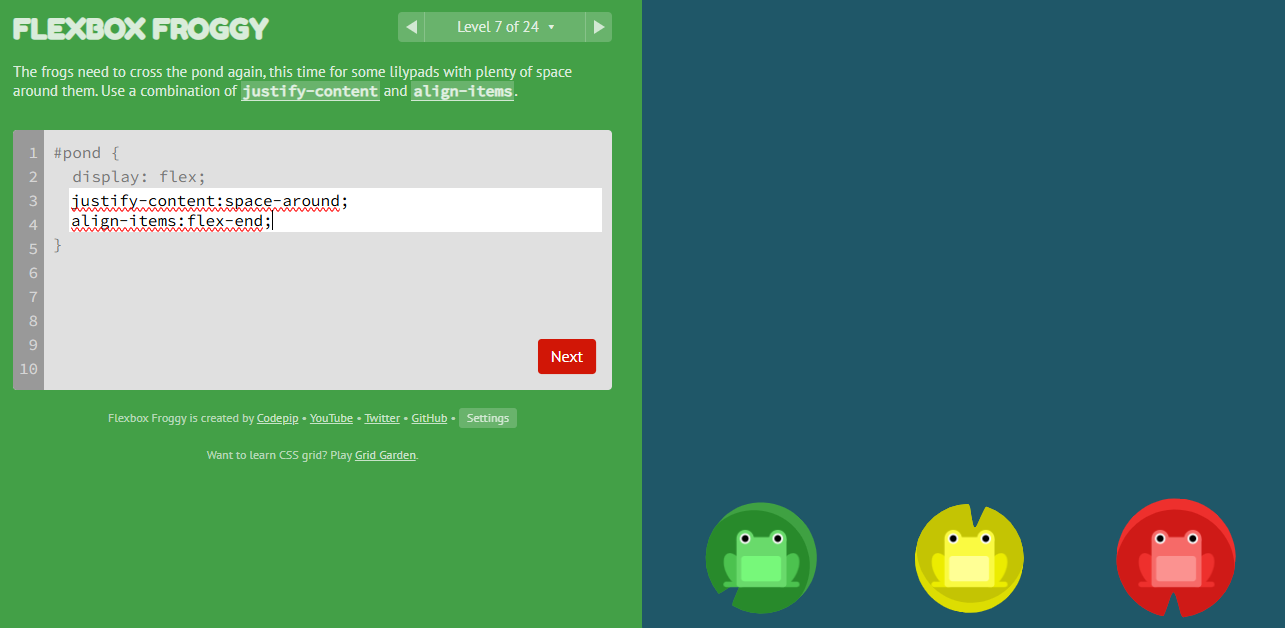 FLEXBOX FROGGY
Level 7 of 24
The frogs need to cross the pond again, this time for some lilypads with plenty of space
around them. Use a combination of justify-content and align-items.
1 #pond {
2 display: flex;
3 justify-content:space-around;
4 align-items:flex-end;
5 }
6
7
8
9
10
Next
Flexbox Froggy is created by Codepip • YouTube • Twitter • GitHub • Settings
Want to learn CSS grid? Play Grid Garden.